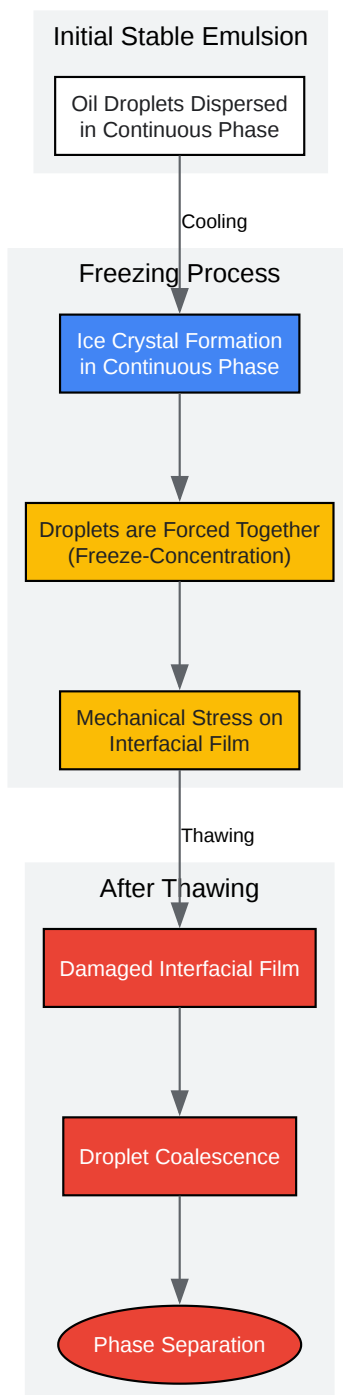 Initial Stable Emulsion
Oil Droplets Dispersed
in Continuous Phase
Cooling
Freezing Process
Ice Crystal Formation
in Continuous Phase
Droplets are Forced Together
(Freeze-Concentration)
Mechanical Stress on
Interfacial Film
Thawing
After Thawing
Damaged Interfacial Film
Droplet Coalescence
Phase Separation